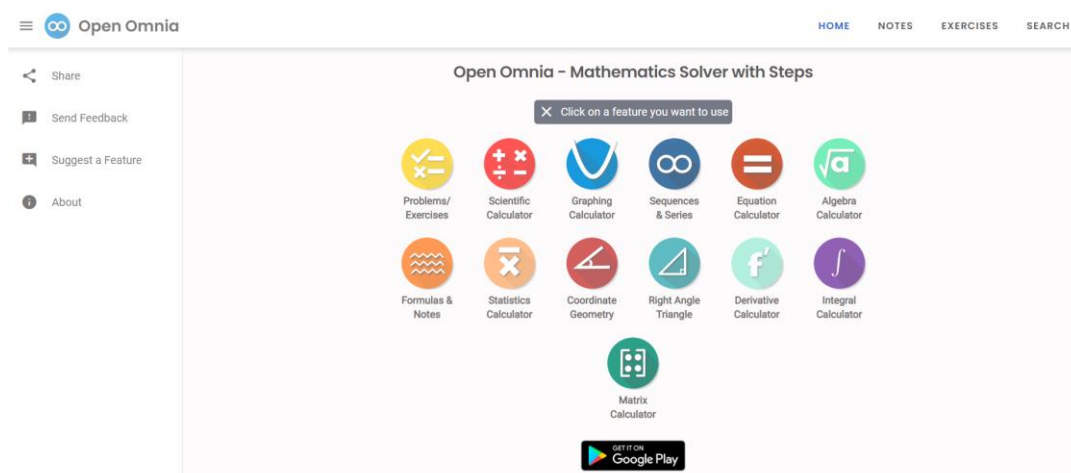 Open Omnia
HOME NOTES EXERCISES SEARCH
Share
Send Feedback
Suggest a Feature
About
Open Omnia - Mathematics Solver with Steps
Click on a feature you want to use
Problems/
Exercises
Scientific
Calculator
Graphing
Calculator
Sequences
& Series
Equation
Calculator
Algebra
Calculator
Formulas &
Notes
Statistics
Calculator
Coordinate
Geometry
Right Angle
Triangle
Derivative
Calculator
Integral
Calculator
Matrix
Calculator
GET IT ON
Google Play